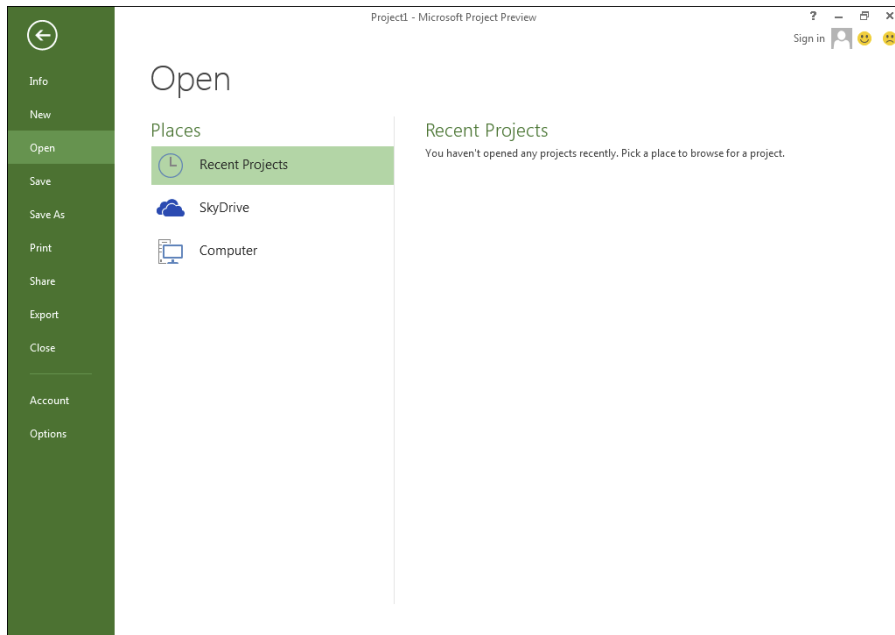 Project1 - Microsoft Project Preview
?
Sign in
Info
New
Open
Save
Save As
Print
Share
Export
Close
Account
Options
Open
Places
Recent Projects
SkyDrive
Computer
Recent Projects
You haven't opened any projects recently. Pick a place to browse for a project.